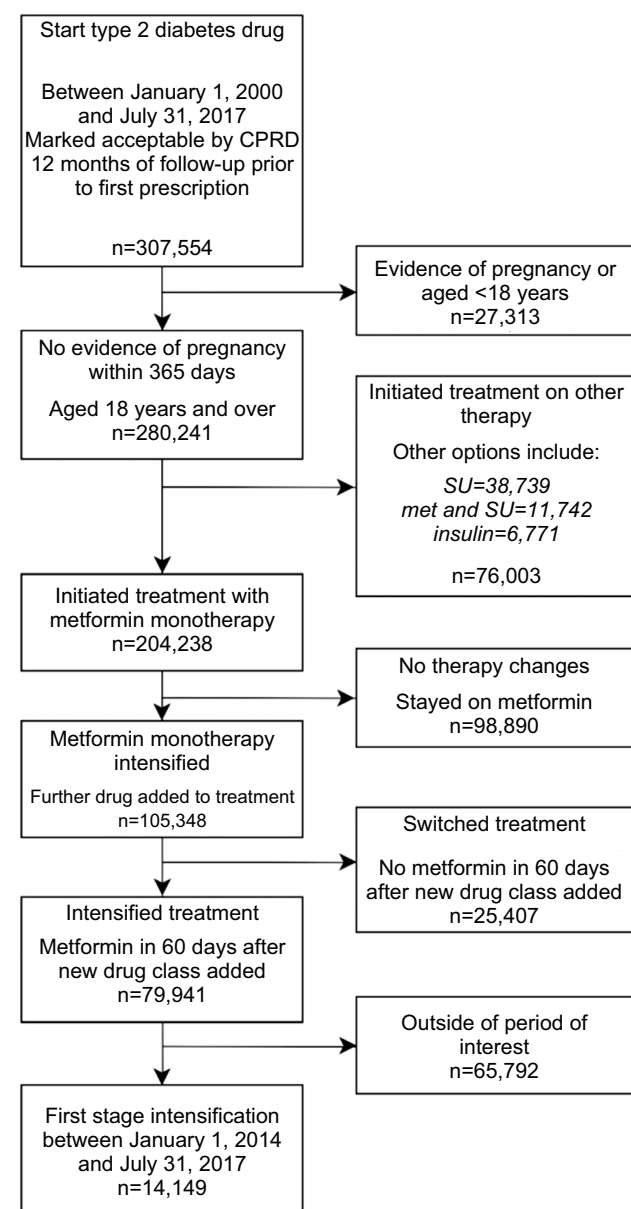 Start type 2 diabetes drug
Between January 1, 2000
and July 31, 2017
Marked acceptable by CPRD
12 months of follow-up prior
to first prescription
n=307,554
Evidence of pregnancy or
aged <18 years
n=27,313
No evidence of pregnancy
within 365 days
Aged 18 years and over
n=280,241
Initiated treatment on other
therapy
Other options include:
SU=38,739
met and SU=11,742
insulin=6,771
n=76,003
Initiated treatment with
metformin monotherapy
n=204,238
No therapy changes
Stayed on metformin
n=98,890
Metformin monotherapy
intensified
Further drug added to treatment
n=105,348
Switched treatment
No metformin in 60 days
after new drug class added
n=25,407
Intensified treatment
Metformin in 60 days after
new drug class added
n=79,941
Outside of period of
interest
n=65,792
First stage intensification
between January 1, 2014
and July 31, 2017
n=14,149